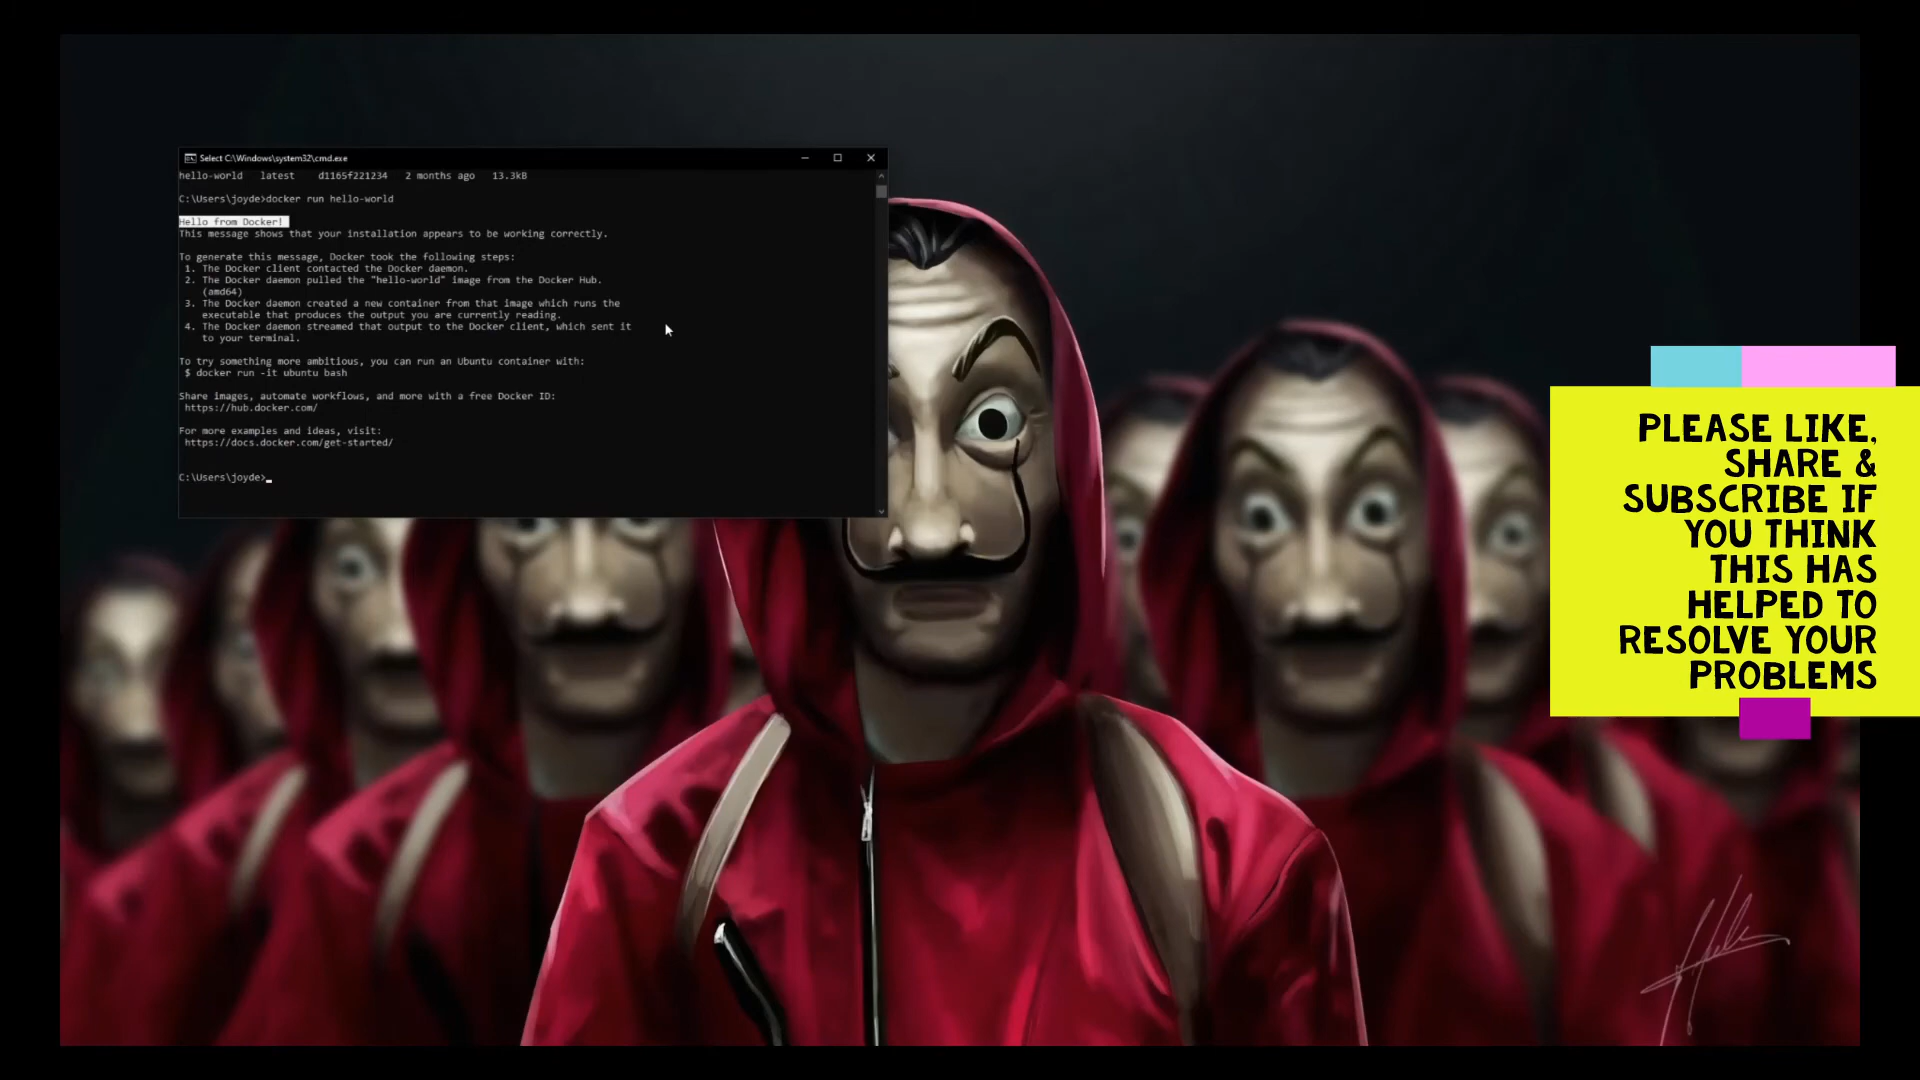 Select C:\Windows\system32\cmd.exe
hello-world latest d1165f221234 2 months ago 13.3kB
C:\Users\joyde>docker run hello-world
Hello from Docker!
This message shows that your installation appears to be working correctly.
To generate this message, Docker took the following steps:
1. The Docker client contacted the Docker daemon.
2. The Docker daemon pulled the "hello-world" image from the Docker Hub.
(amd64)
3. The Docker daemon created a new container from that image which runs the
executable that produces the output you are currently reading.
4. The Docker daemon streamed that output to the Docker client, which sent it
to your terminal.
To try something more ambitious, you can run an Ubuntu container with:
$ docker run -it ubuntu bash
Share images, automate workflows, and more with a free Docker ID:
https://hub.docker.com/
For more examples and ideas, visit:
https://docs.docker.com/get-started/
C:\Users\joyde>
PLEASE LIKE,
SHARE &
SUBSCRIBE IF
YOU THINK
THIS HAS
HELPED TO
RESOLVE YOUR
PROBLEMS